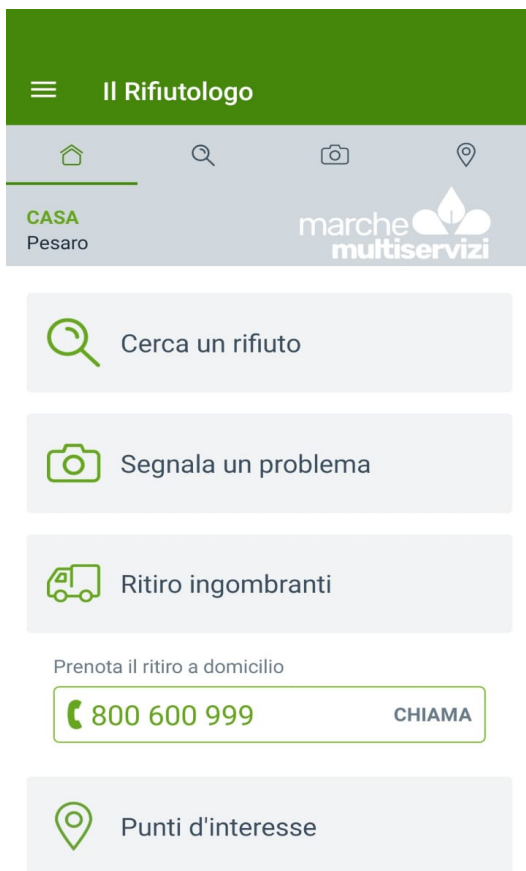 Il Rifiutologo
CASA
Pesaro
marche
multiservizi
Cerca un rifiuto
Segnala un problema
Ritiro ingombranti
Prenota il ritiro a domicilio
800 600 999 CHIAMA
Punti d'interesse